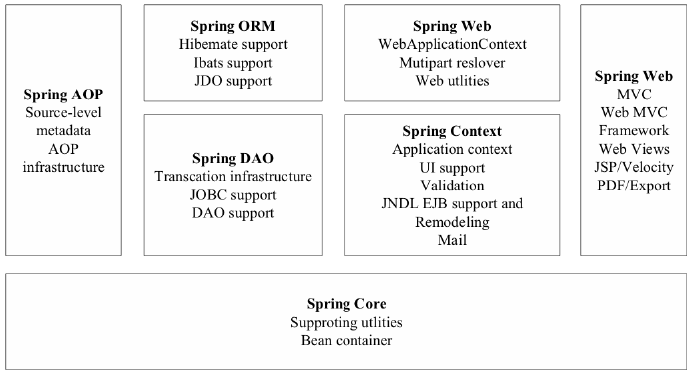 Spring AOP
Source-level
metadata
AOP
infrastructure
Spring ORM
Hibemate support
Ibats support
JDO support
Spring DAO
Transcation infrastructure
JOBC support
DAO support
Spring Web
WebApplicationContext
Mutipart reslover
Web utlities
Spring Context
Application context
UI support
Validation
JNDL EJB support and
Remodeling
Mail
Spring Web
MVC
Web MVC
Framework
Web Views
JSP/Velocity
PDF/Export
Spring Core
Supproting utlities
Bean container